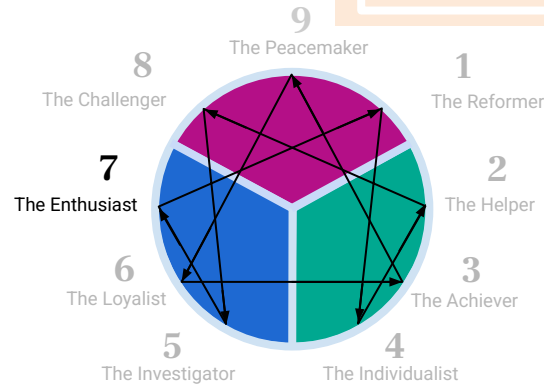 9
The Peacemaker
8
The Challenger
1
The Reformer
7
The Enthusiast
2
The Helper
6
The Loyalist
3
The Achiever
5
The Investigator
4
The Individualist